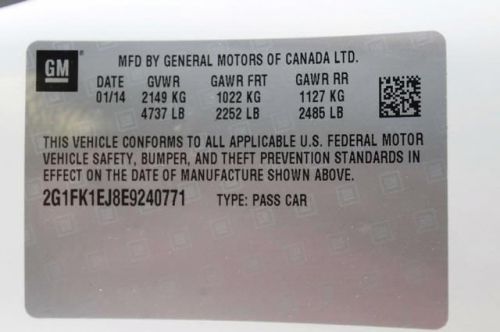 GM
MFD BY GENERAL MOTORS OF CANADA LTD.
DATE GVWR GAWR FRT GAWR RR
01/14 2149 KG 1022 KG 1127 KG
4737 LB 2252 LB 2485 LB
THIS VEHICLE CONFORMS TO ALL APPLICABLE U.S. FEDERAL MOTOR
VEHICLE SAFETY, BUMPER, AND THEFT PREVENTION STANDARDS IN
EFFECT ON THE DATE OF MANUFACTURE SHOWN ABOVE.
2G1FK1EJ8E9240771 TYPE: PASS CAR